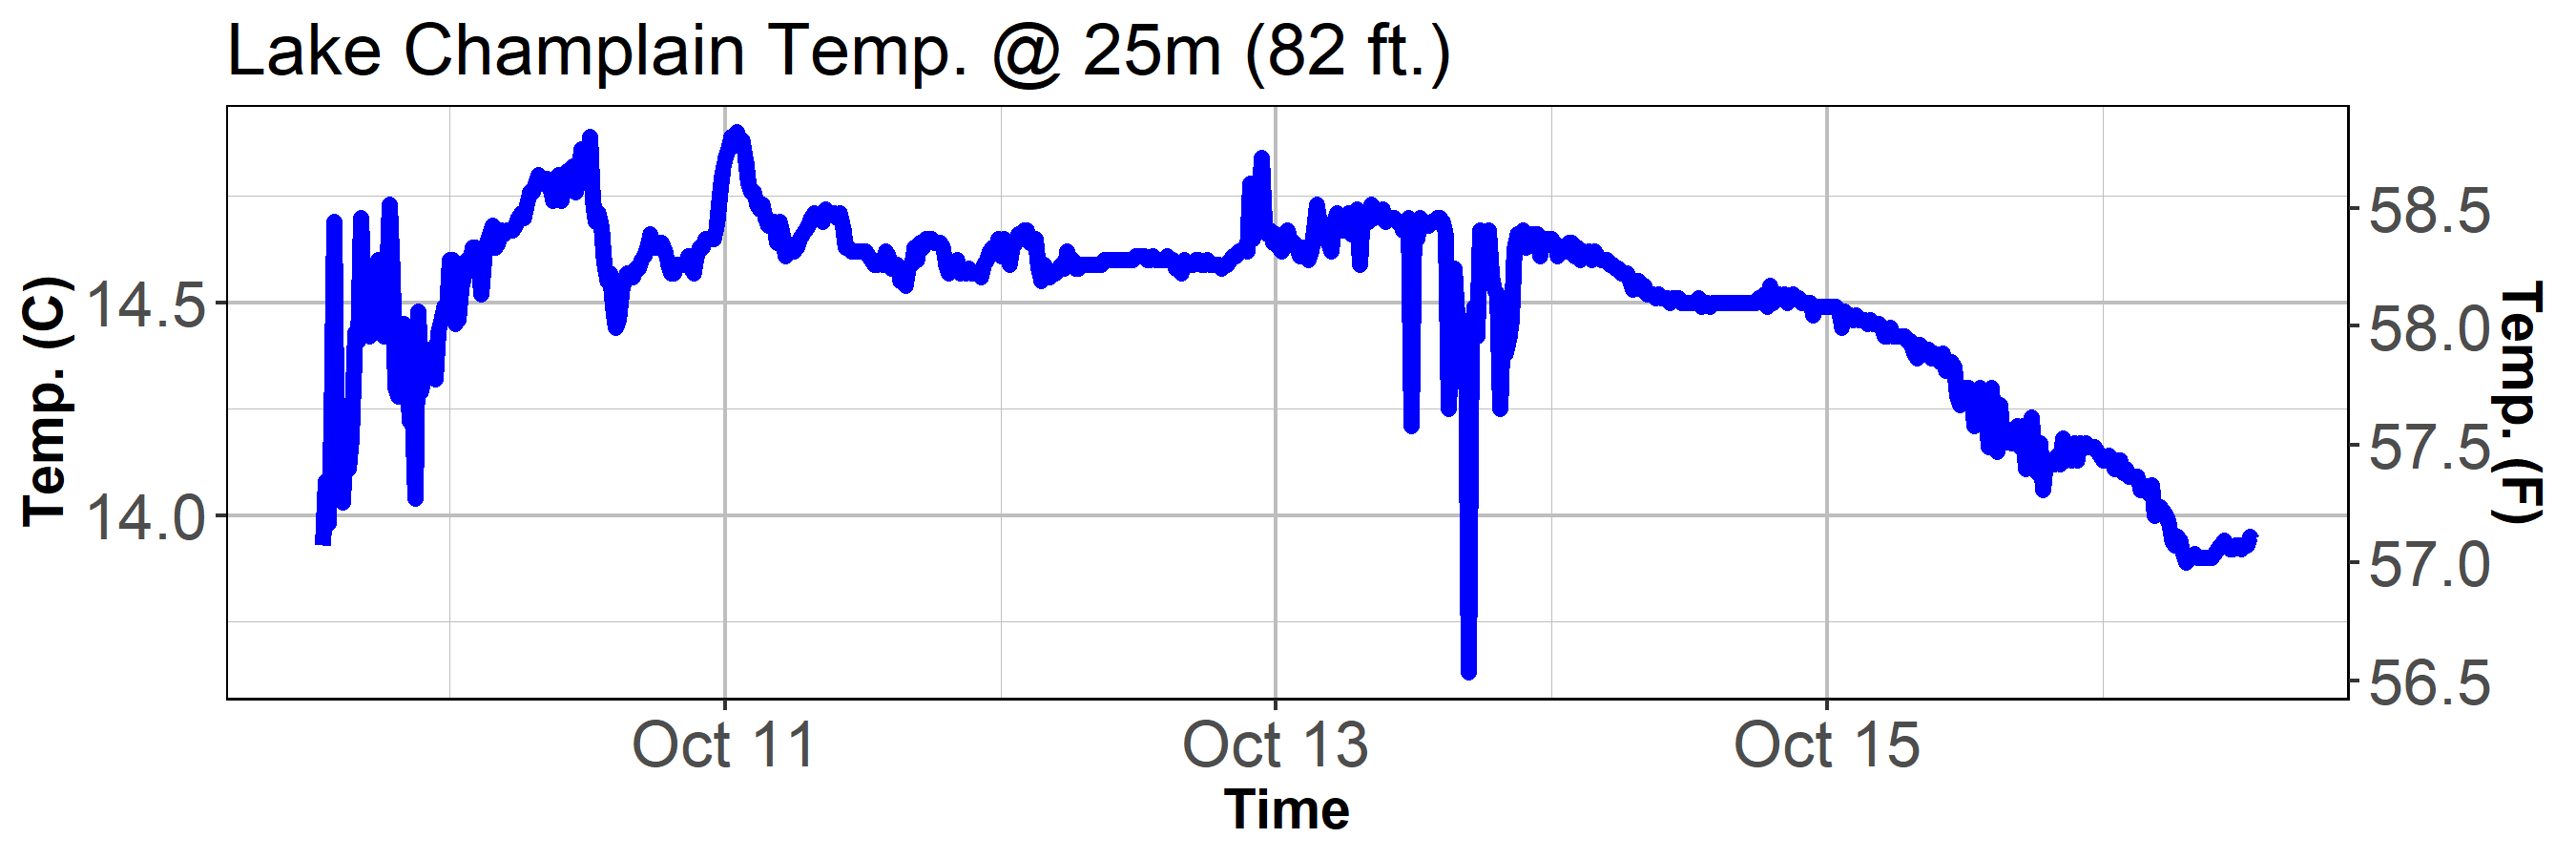 Lake Champlain Temp. @ 25m (82 ft.)
Temp. (C)
14.5
14.0
58.5
58.0
57.5
57.0
56.5
Temp. (F)
Oct 11
Oct 13
Oct 15
Time